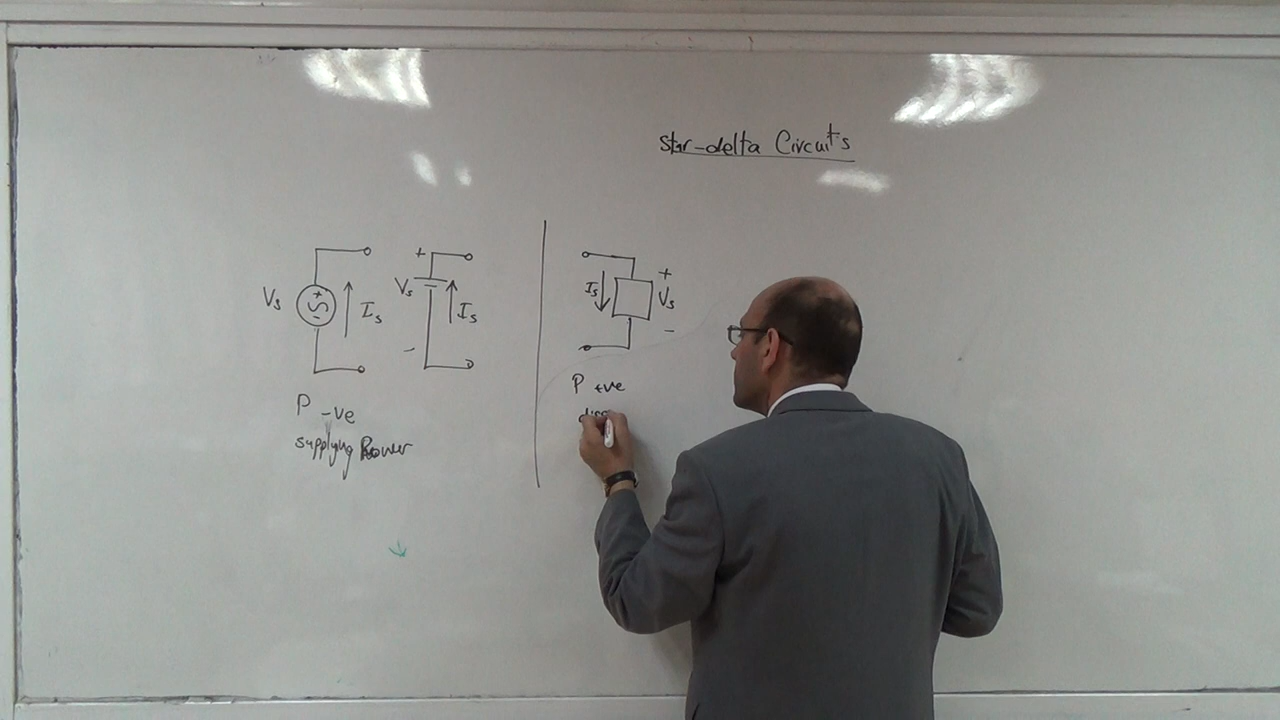 Star-delta Circuits
Vs + - Is
+ Vs - Is
P -ve
supplying Power
Is + Vs -
P +ve